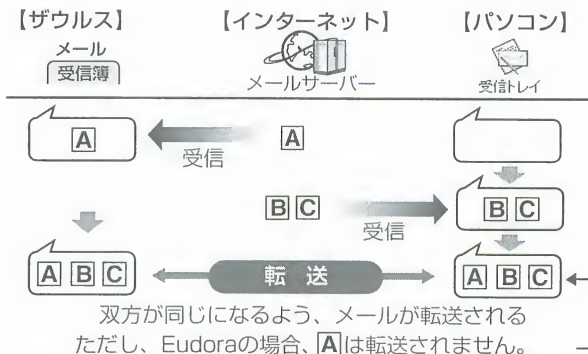 【ザウルス】 【インターネット】 【パソコン】
メール
受信簿
メールサーバー
受信トレイ
A 受信 A
B C 受信 B C
A B C 転送 A B C
双方が同じになるよう、メールが転送される
ただし、Eudoraの場合、Aは転送されません。